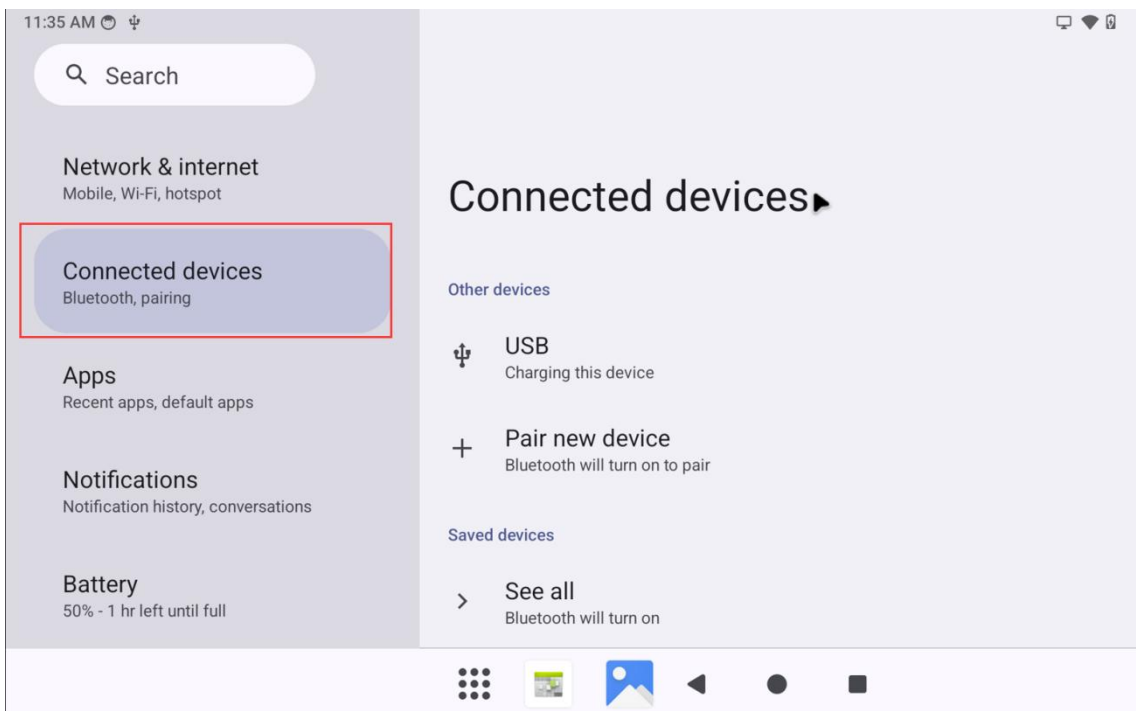 11:35 AM
Search
Network & internet
Mobile, Wi-Fi, hotspot
Connected devices
Bluetooth, pairing
Apps
Recent apps, default apps
Notifications
Notification history, conversations
Battery
50% - 1 hr left until full
Connected devices
Other devices
USB
Charging this device
Pair new device
Bluetooth will turn on to pair
Saved devices
See all
Bluetooth will turn on